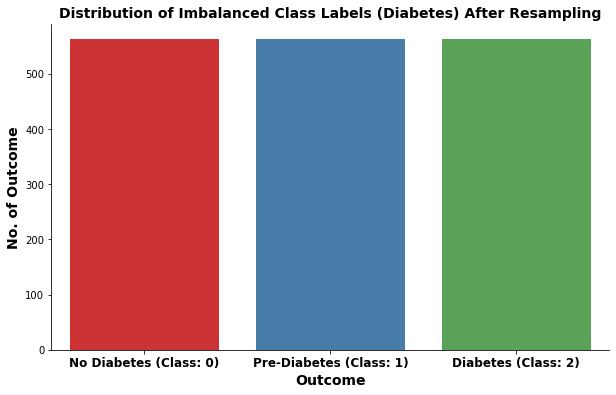 Distribution of Imbalanced Class Labels (Diabetes) After Resampling
No. of Outcome
500
400
300
200
100
0
No Diabetes (Class: 0) Pre-Diabetes (Class: 1) Diabetes (Class: 2)
Outcome